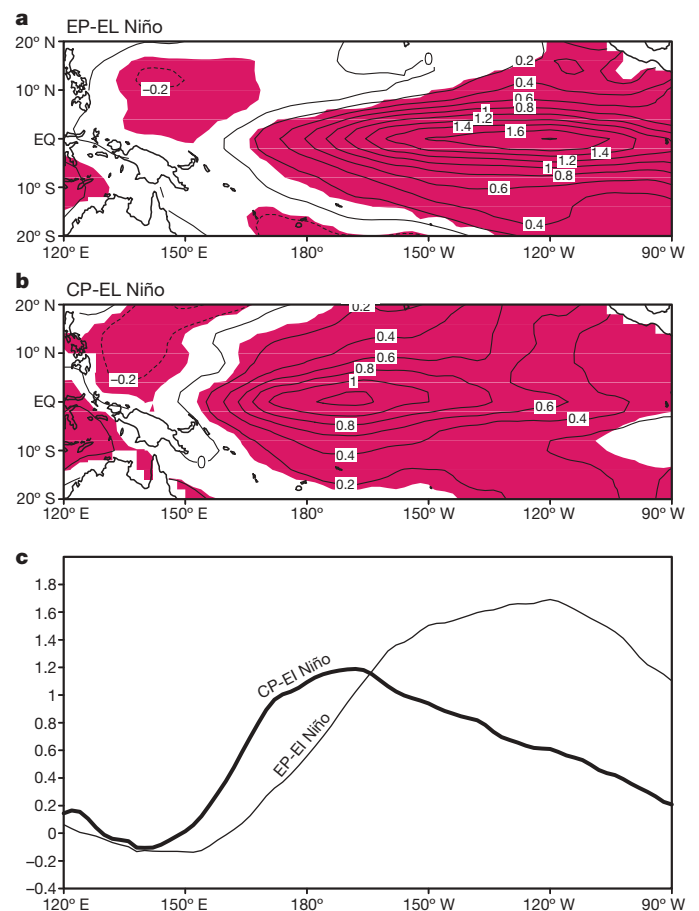 a
EP-EL Niño
20° N
10° N
EQ
10° S
20° S
120° E
150° E
180°
150° W
120° W
90° W
0
−0.2
0.2
0.4
0.6
0.8
1
1.2
1.4
1.6
1.4
1.2
1
0.8
0.6
0.4
b
CP-EL Niño
20° N
10° N
EQ
10° S
20° S
120° E
150° E
180°
150° W
120° W
90° W
0.2
0.4
0.6
0.8
1
−0.2
0.6
0.4
0.8
0.4
0
0.2
c
1.8
1.6
1.4
1.2
1
0.8
0.6
0.4
0.2
0
−0.2
−0.4
CP-El Niño
EP-El Niño
120° E
150° E
180°
150° W
120° W
90° W